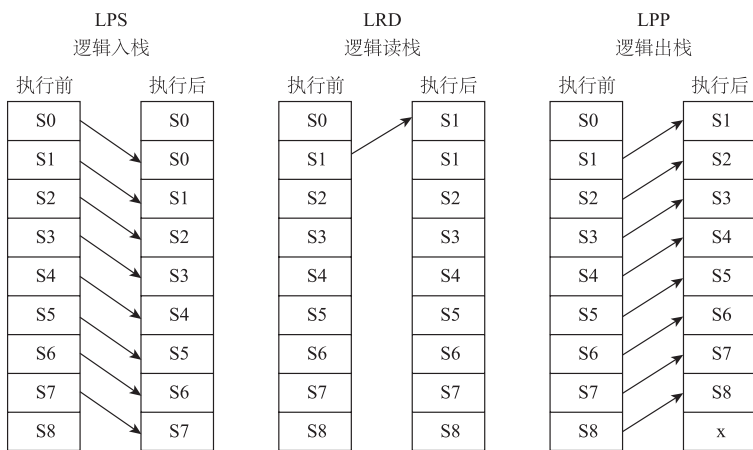 LPS LRD LPP
逻辑入栈 逻辑读栈 逻辑出栈
执行前 执行后 执行前 执行后 执行前 执行后
S0 S0 S0 S1 S0 S1
S1 S0 S1 S1 S1 S2
S2 S1 S2 S2 S2 S3
S3 S2 S3 S3 S3 S4
S4 S3 S4 S4 S4 S5
S5 S4 S5 S5 S5 S6
S6 S5 S6 S6 S6 S7
S7 S6 S7 S7 S7 S8
S8 S7 S8 S8 S8 x